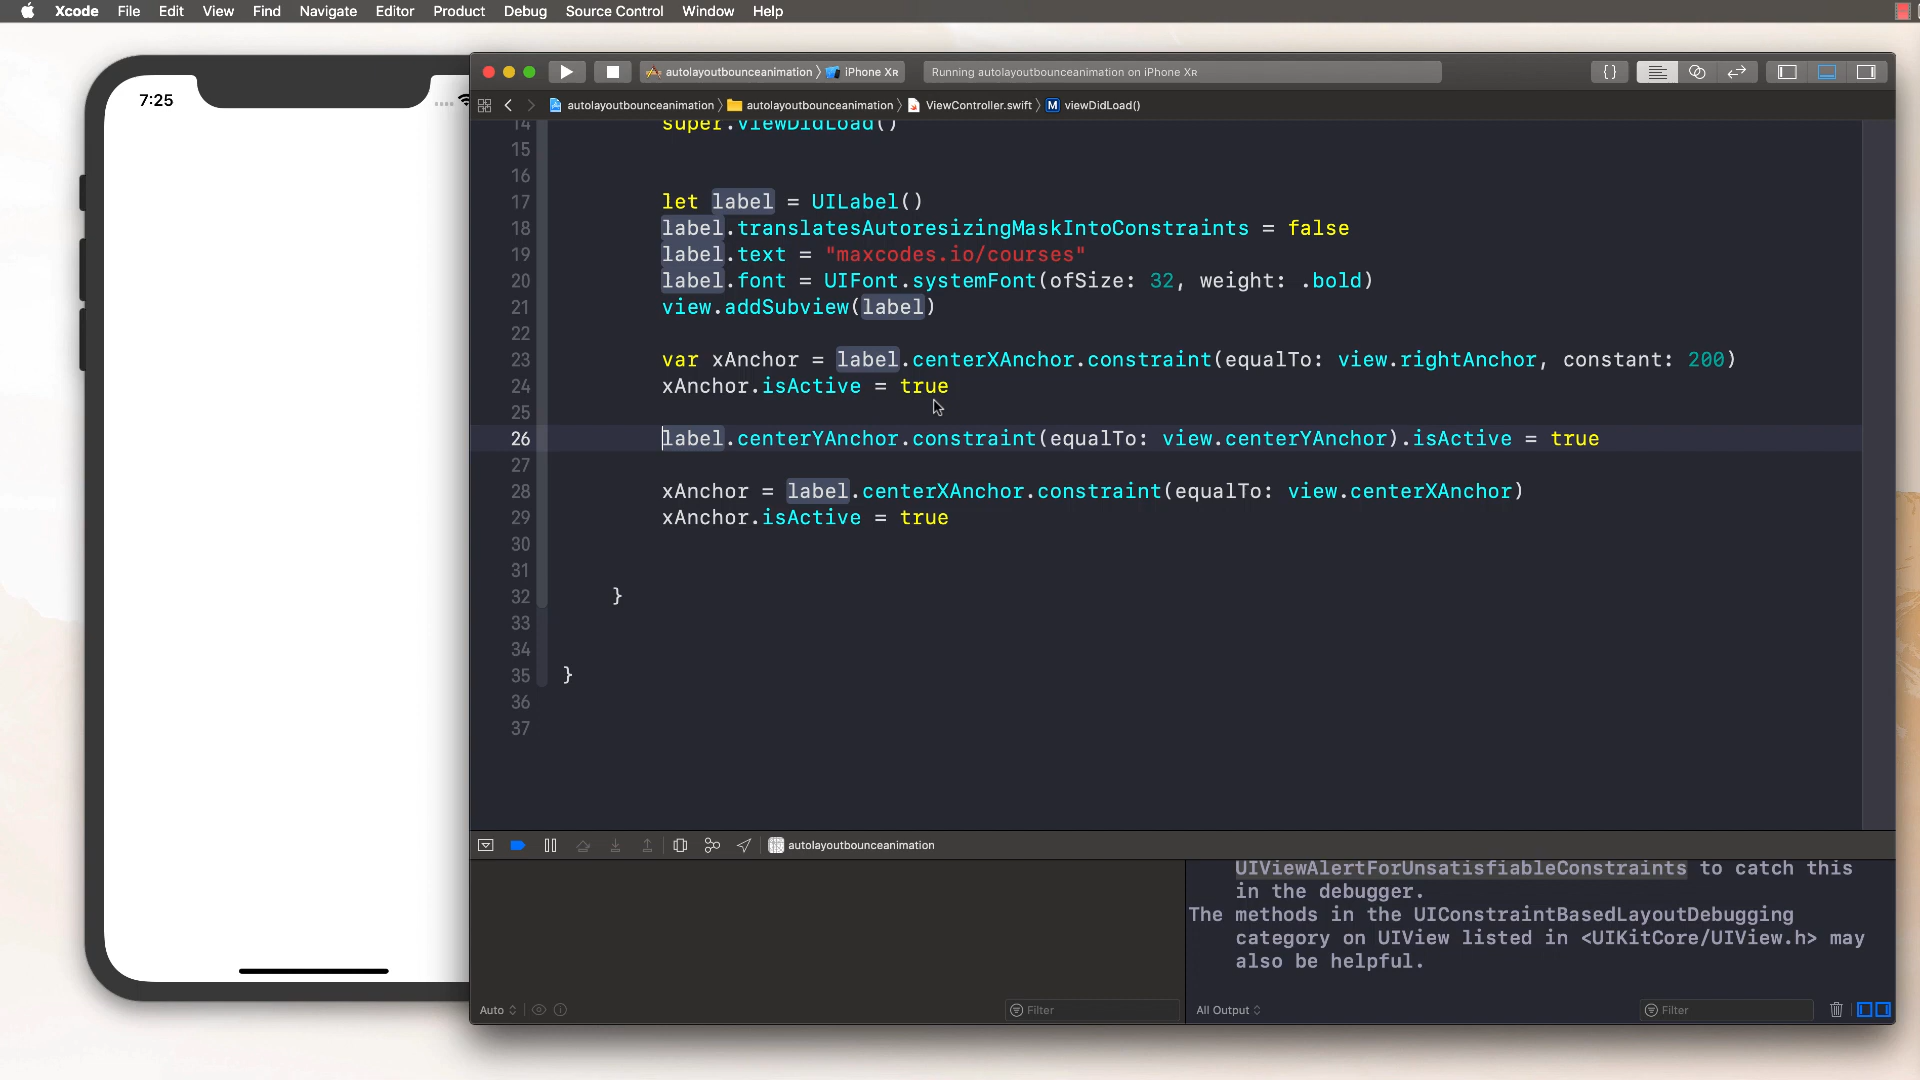 Xcode File Edit View Find Navigate Editor Product Debug Source Control Window Help
7:25
autolayoutbounceanimation iPhone XR
Running autolayoutbounceanimation on iPhone XR
{}
autolayoutbounceanimation autolayoutbounceanimation ViewController.swift M viewDidLoad()
14 super.viewDidLoad()
15
16
17 let label = UILabel()
18 label.translatesAutoresizingMaskIntoConstraints = false
19 label.text = "maxcodes.io/courses"
20 label.font = UIFont.systemFont(ofSize: 32, weight: .bold)
21 view.addSubview(label)
22
23 var xAnchor = label.centerXAnchor.constraint(equalTo: view.rightAnchor, constant: 200)
24 xAnchor.isActive = true
25
26 label.centerYAnchor.constraint(equalTo: view.centerYAnchor).isActive = true
27
28 xAnchor = label.centerXAnchor.constraint(equalTo: view.centerXAnchor)
29 xAnchor.isActive = true
30
31
32 }
33
34
35 }
36
37
autolayoutbounceanimation
UIViewAlertForUnsatisfiableConstraints to catch this
in the debugger.
The methods in the UIConstraintBasedLayoutDebugging
category on UIView listed in <UIKitCore/UIView.h> may
also be helpful.
Auto Filter All Output Filter